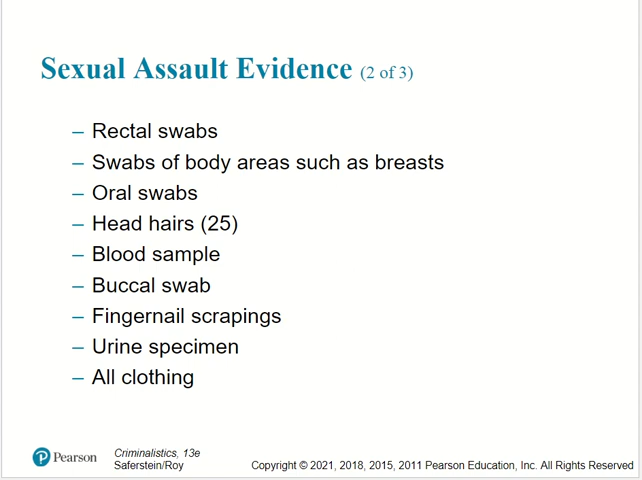 Sexual Assault Evidence (2 of 3)
– Rectal swabs
– Swabs of body areas such as breasts
– Oral swabs
– Head hairs (25)
– Blood sample
– Buccal swab
– Fingernail scrapings
– Urine specimen
– All clothing
Pearson
Criminalistics, 13e
Saferstein/Roy
Copyright © 2021, 2018, 2015, 2011 Pearson Education, Inc. All Rights Reserved